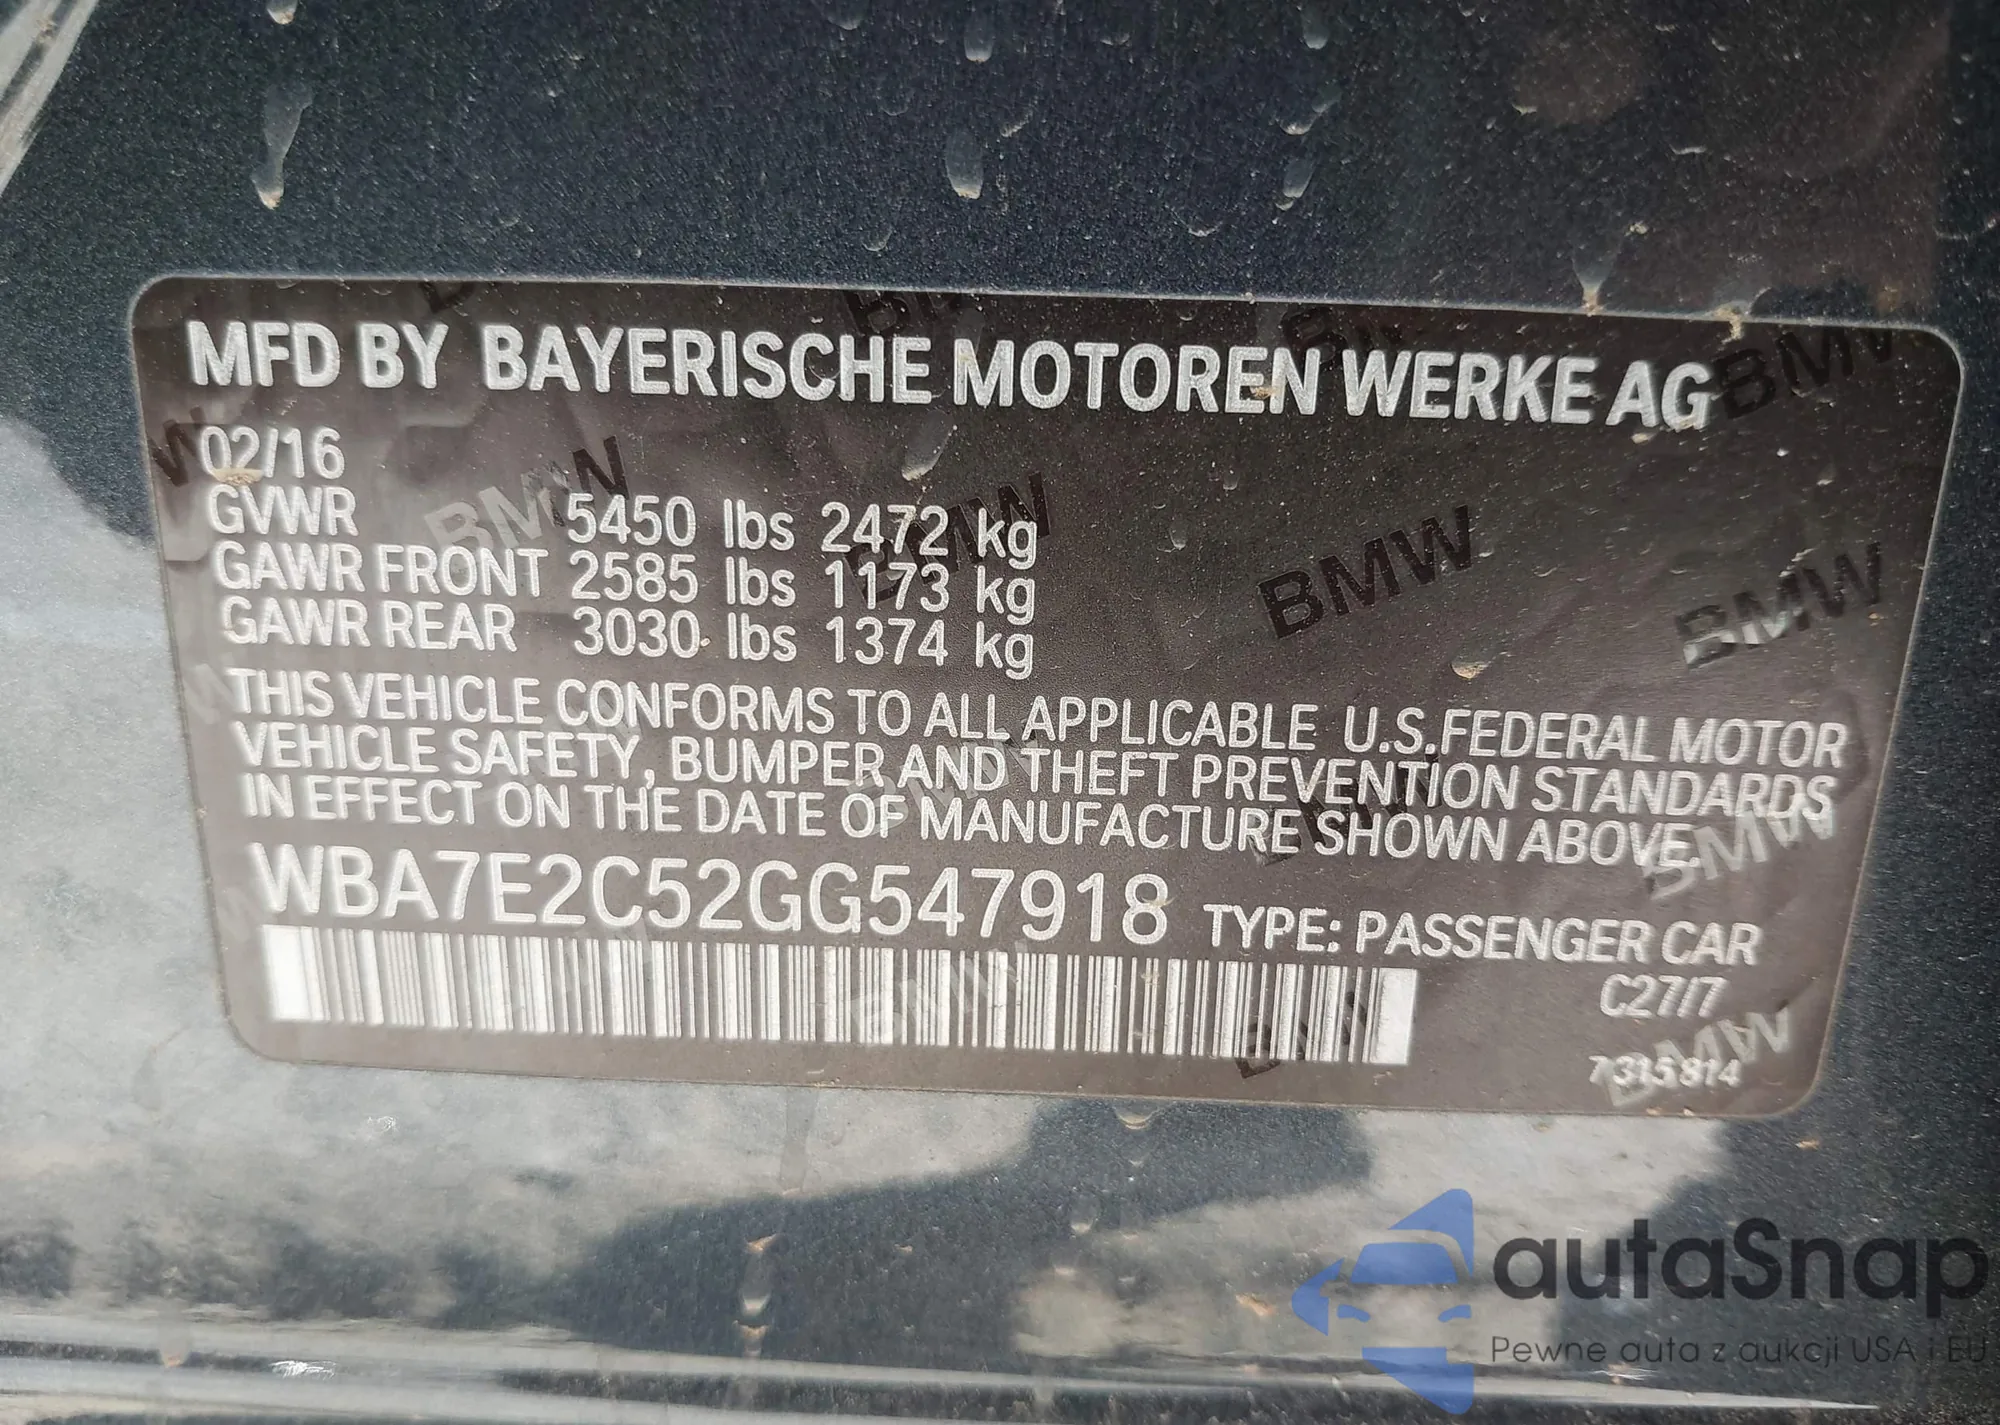 MFD BY BAYERISCHE MOTOREN WERKE AG
02/16
GVWR 5450 lbs 2472 kg
GAWR FRONT 2585 lbs 1173 kg
GAWR REAR 3030 lbs 1374 kg
THIS VEHICLE CONFORMS TO ALL APPLICABLE U.S.FEDERAL MOTOR
VEHICLE SAFETY, BUMPER AND THEFT PREVENTION STANDARDS
IN EFFECT ON THE DATE OF MANUFACTURE SHOWN ABOVE.
WBA7E2C52GG547918 TYPE: PASSENGER CAR
C27/7
7315814
autaSnap
Pewne auta z aukcji USA i EU